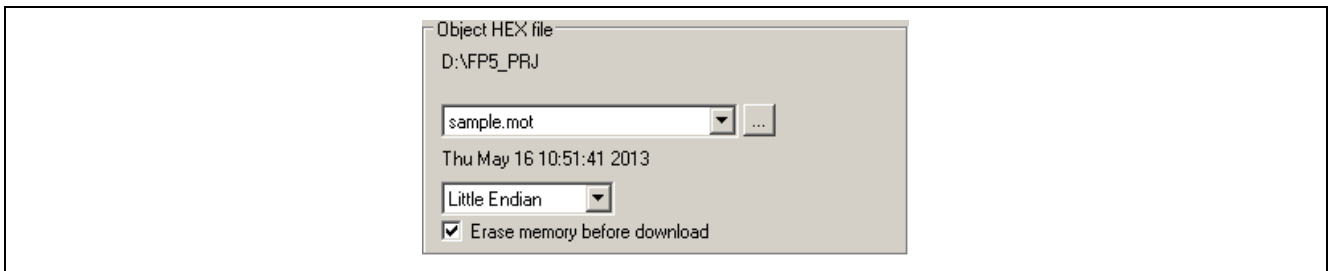 Object HEX file
D:\FP5_PRJ
sample.mot
...
Thu May 16 10:51:41 2013
Little Endian
Erase memory before download